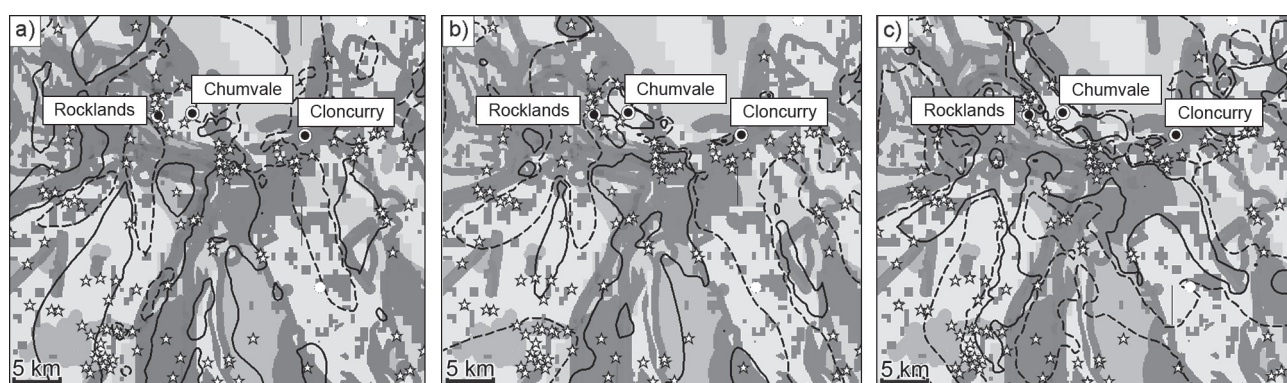 a)
Rocklands
Chumvale
Cloncurry
5 km
b)
Rocklands
Chumvale
Cloncurry
5 km
c)
Rocklands
Chumvale
Cloncurry
5 km